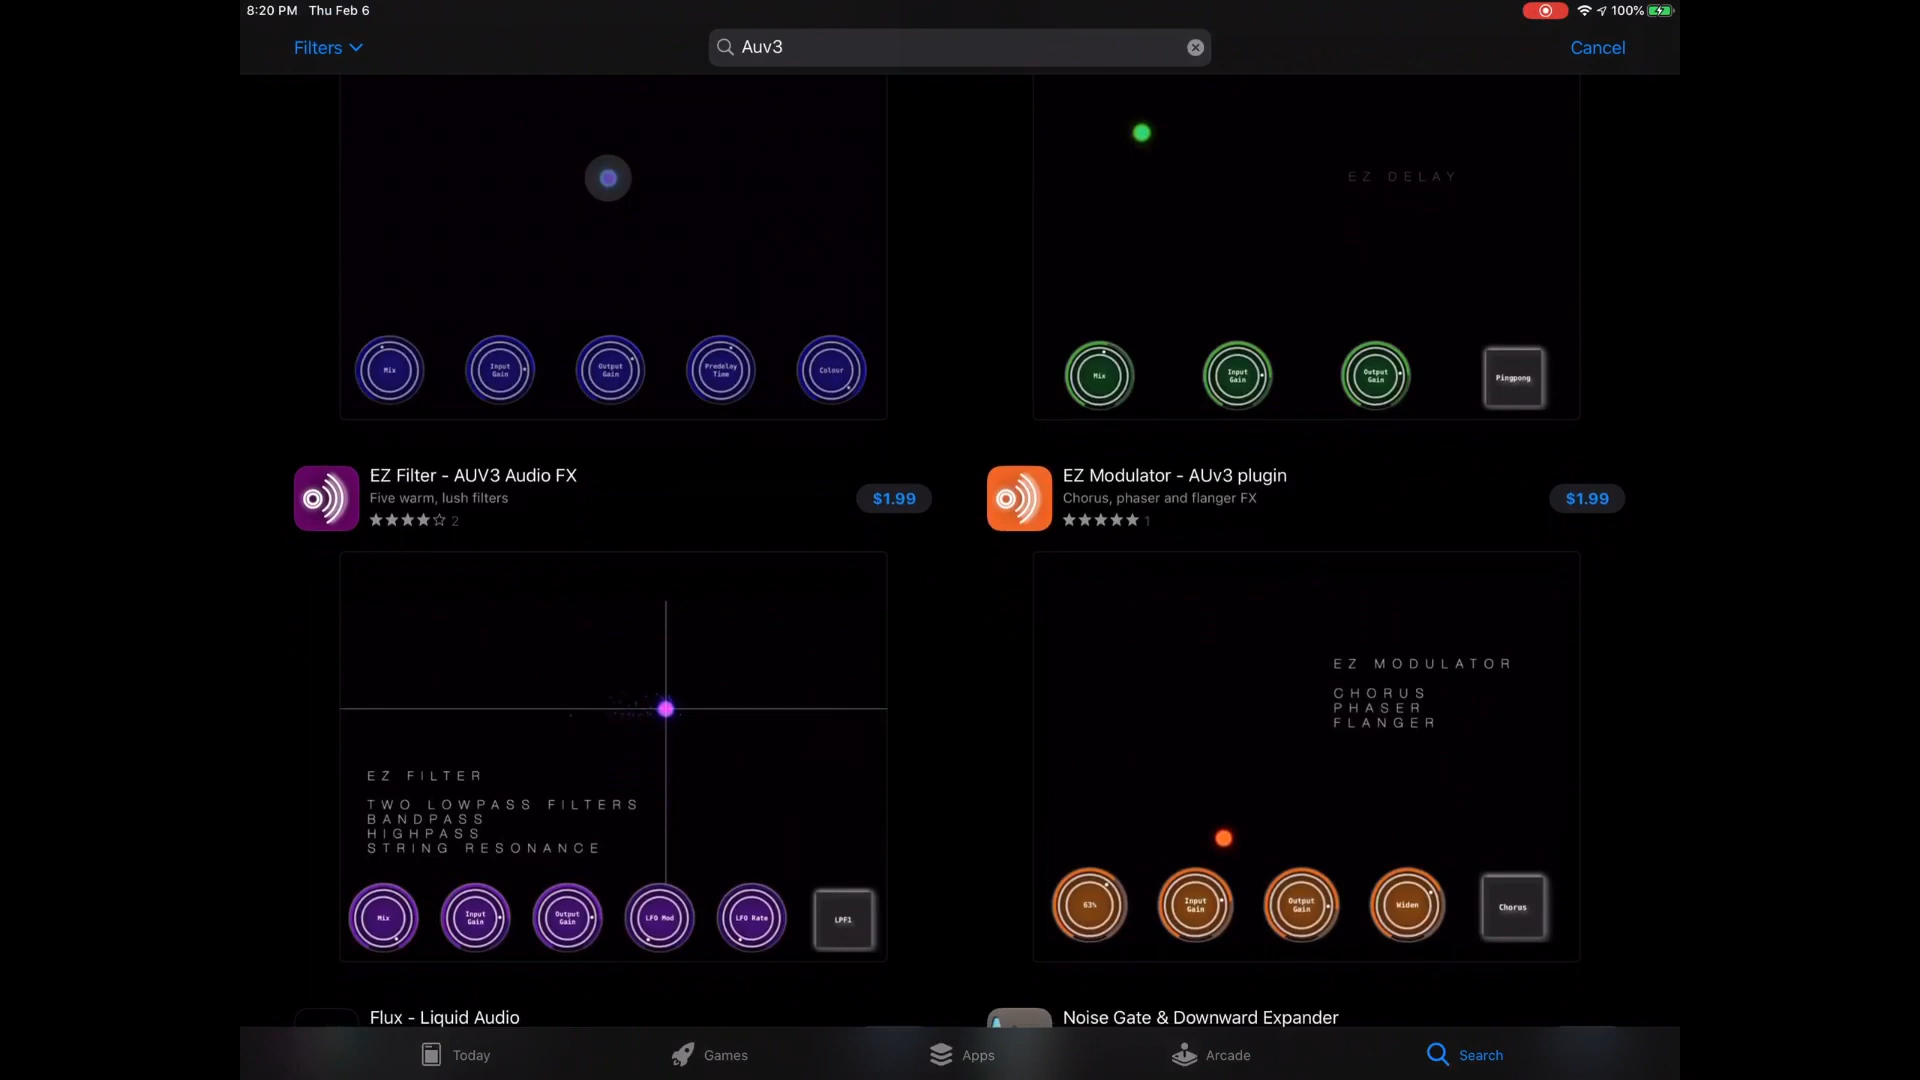 8:20 PM Thu Feb 6
100%
Filters
Auv3
Cancel
EZ DELAY
Mix
Input Gain
Output Gain
Predelay Time
Colour
Mix
Input Gain
Output Gain
Pingpong
EZ Filter - AUV3 Audio FX
Five warm, lush filters
2
$1.99
EZ Modulator - AUv3 plugin
Chorus, phaser and flanger FX
1
$1.99
EZ FILTER
TWO LOWPASS FILTERS
BANDPASS
HIGHPASS
STRING RESONANCE
Mix
Input Gain
Output Gain
LFO Mod
LFO Rate
LPF1
EZ MODULATOR
CHORUS
PHASER
FLANGER
63%
Input Gain
Output Gain
Widen
Chorus
Flux - Liquid Audio
Noise Gate & Downward Expander
Today
Games
Apps
Arcade
Search